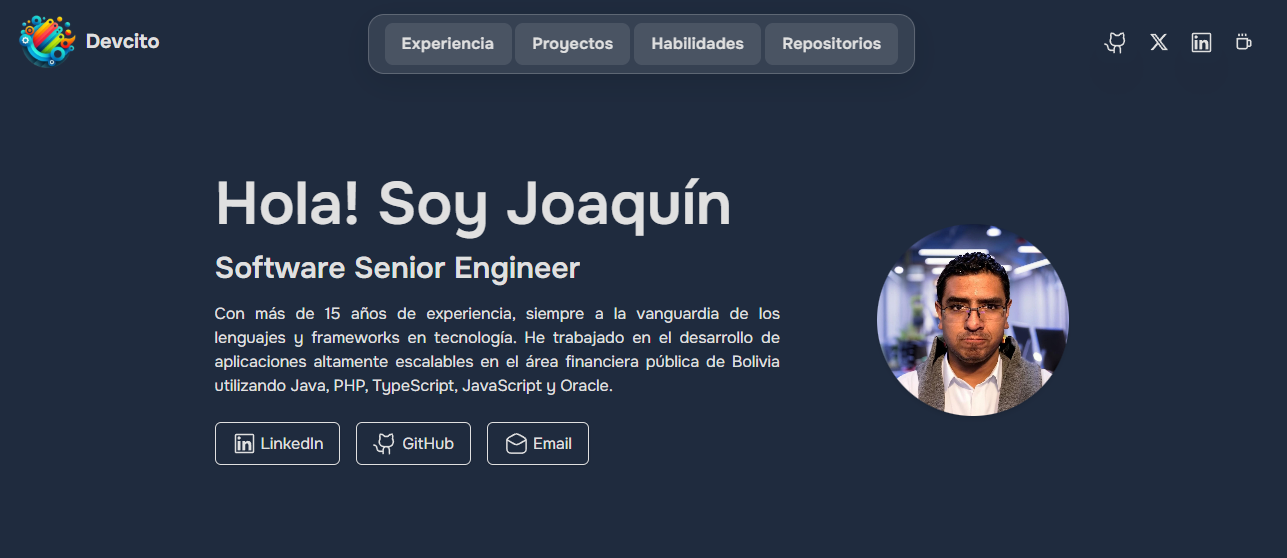 Devcito
Experiencia
Proyectos
Habilidades
Repositorios
Hola! Soy Joaquín
Software Senior Engineer
Con más de 15 años de experiencia, siempre a la vanguardia de los
lenguajes y frameworks en tecnología. He trabajado en el desarrollo de
aplicaciones altamente escalables en el área financiera pública de Bolivia
utilizando Java, PHP, TypeScript, JavaScript y Oracle.
LinkedIn
GitHub
Email